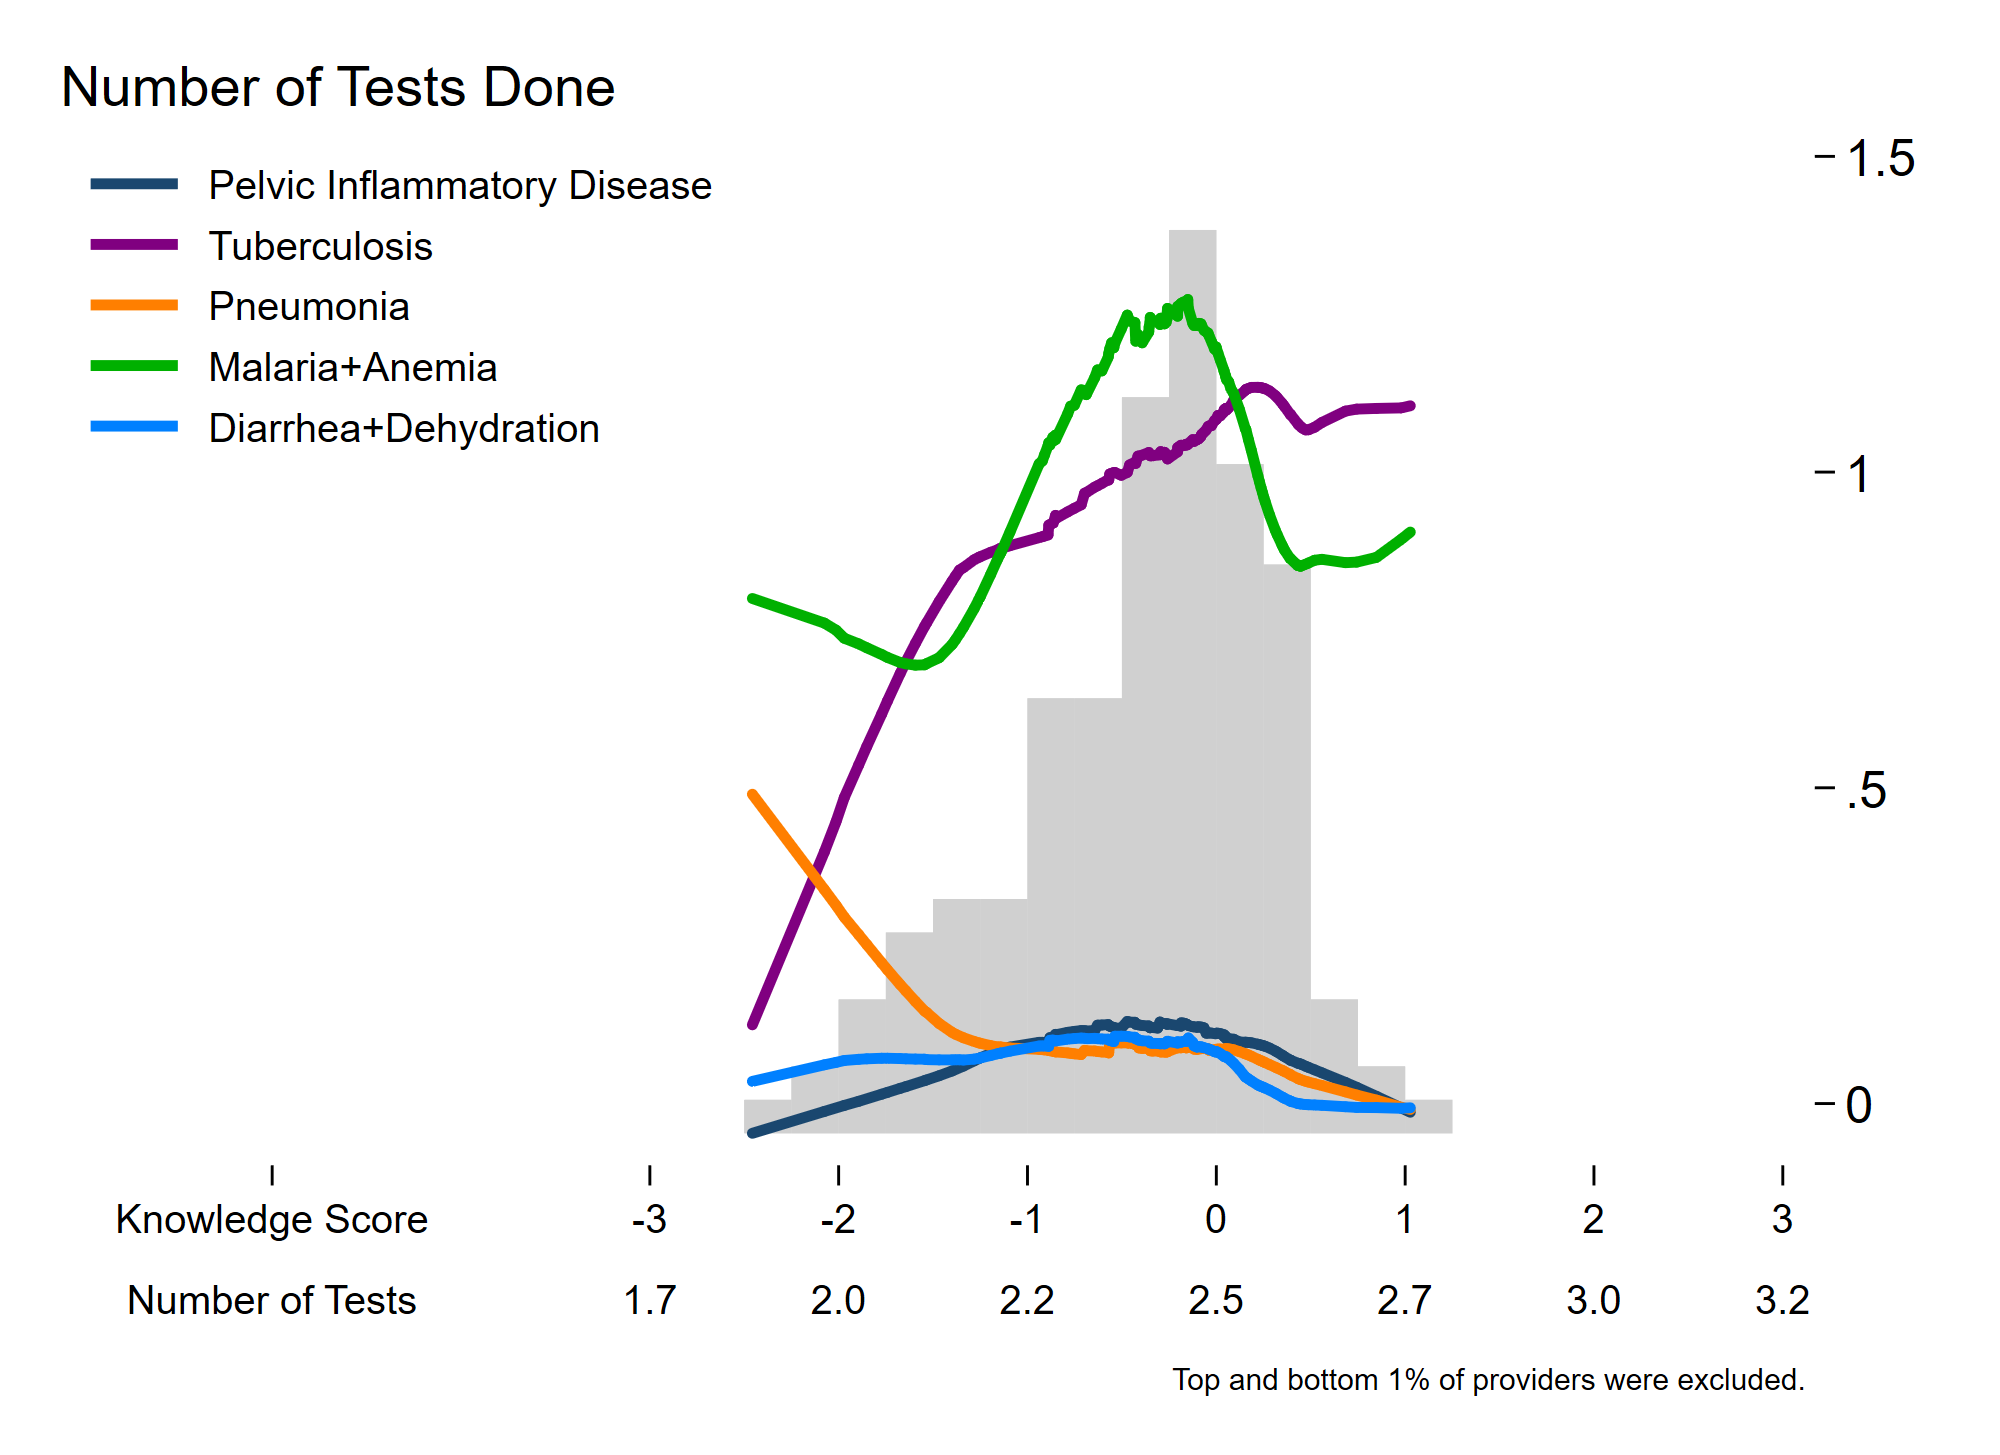 Number of Tests Done
Pelvic Inflammatory Disease
Tuberculosis
Pneumonia
Malaria+Anemia
Diarrhea+Dehydration
1.5
1
.5
0
Knowledge Score -3 -2 -1 0 1 2 3
Number of Tests 1.7 2.0 2.2 2.5 2.7 3.0 3.2
Top and bottom 1% of providers were excluded.